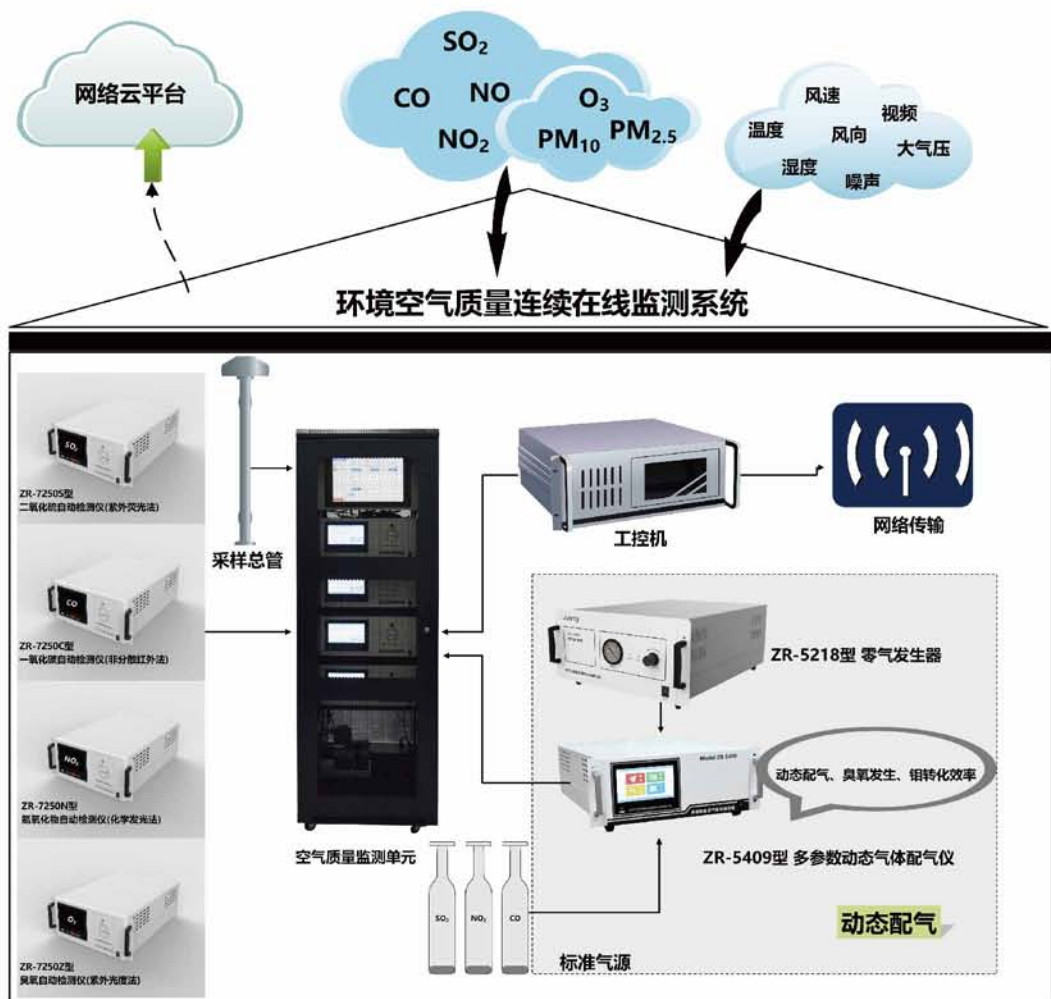 网络云平台
SO₂
CO
NO
NO₂
O₃
PM₁₀
PM₂.₅
风速
视频
温度
风向
大气压
湿度
噪声
环境空气质量连续在线监测系统
SO₂
ZR-7250S型
二氧化硫自动检测仪(紫外荧光法)
采样总管
工控机
网络传输
CO
ZR-7250C型
一氧化碳自动检测仪(非分散红外法)
ZR-5218型 零气发生器
NOₓ
ZR-7250N型
氮氧化物自动检测仪(化学发光法)
动态配气、臭氧发生、钼转化效率
空气质量监测单元
ZR-5409型 多参数动态气体配气仪
SO₂
NOₓ
CO
动态配气
标准气源
O₃
ZR-7250Z型
臭氧自动检测仪(紫外光度法)